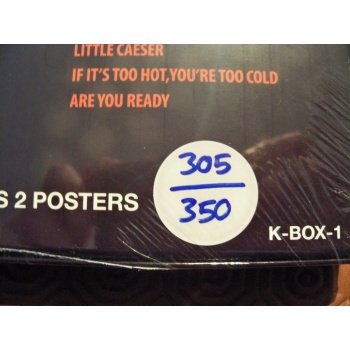 LITTLE CAESER
IF IT'S TOO HOT,YOU'RE TOO COLD
ARE YOU READY
305
350
S 2 POSTERS
K-BOX-1